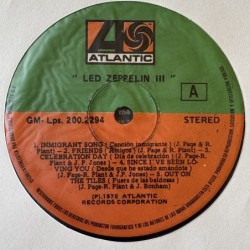 ATLANTIC
" LED ZEPPELIN III "
A
GM- Lps. 200.2294
STEREO
1. INMIGRANT SONG (Canción inmigrante) (J. Page & R.
Plant) - 2. FRIENDS (Amigos) (J. Page & R. Plant) - 3.
CELEBRATION DAY (Día de celebración) (J. Page-R.
Plant & J. P. Jones) - 4. SINCE I'VE BEEN LO
VING YOU (Desde que te estado amando)
(J. Page-R. Plant & J.P. Jones) - 5. OUT ON
THE TILES (Fuera de las baldosas)
(J. Page-R. Plant & J. Bonham)
(P) 1970 ATLANTIC
RECORDS CORPORATION